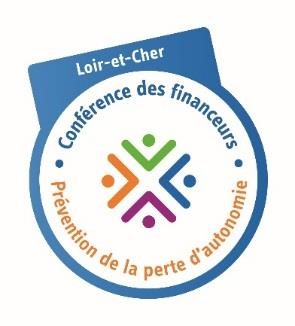 Loir-et-Cher
Conférence des financeurs
Prévention de la perte d'autonomie